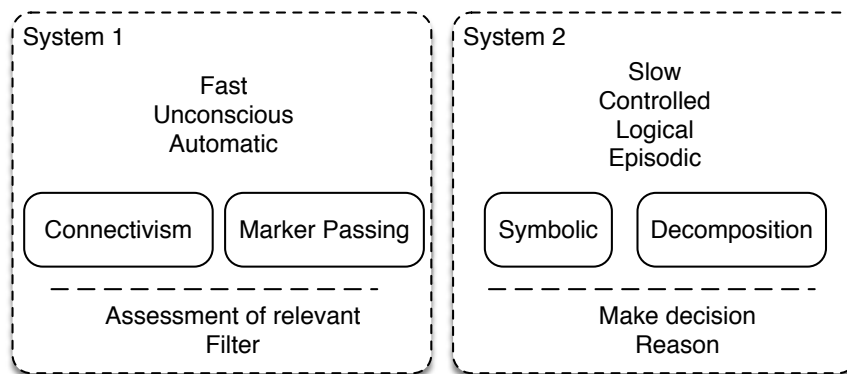 System 1
Fast
Unconscious
Automatic
Connectivism
Marker Passing
Assessment of relevant
Filter
System 2
Slow
Controlled
Logical
Episodic
Symbolic
Decomposition
Make decision
Reason